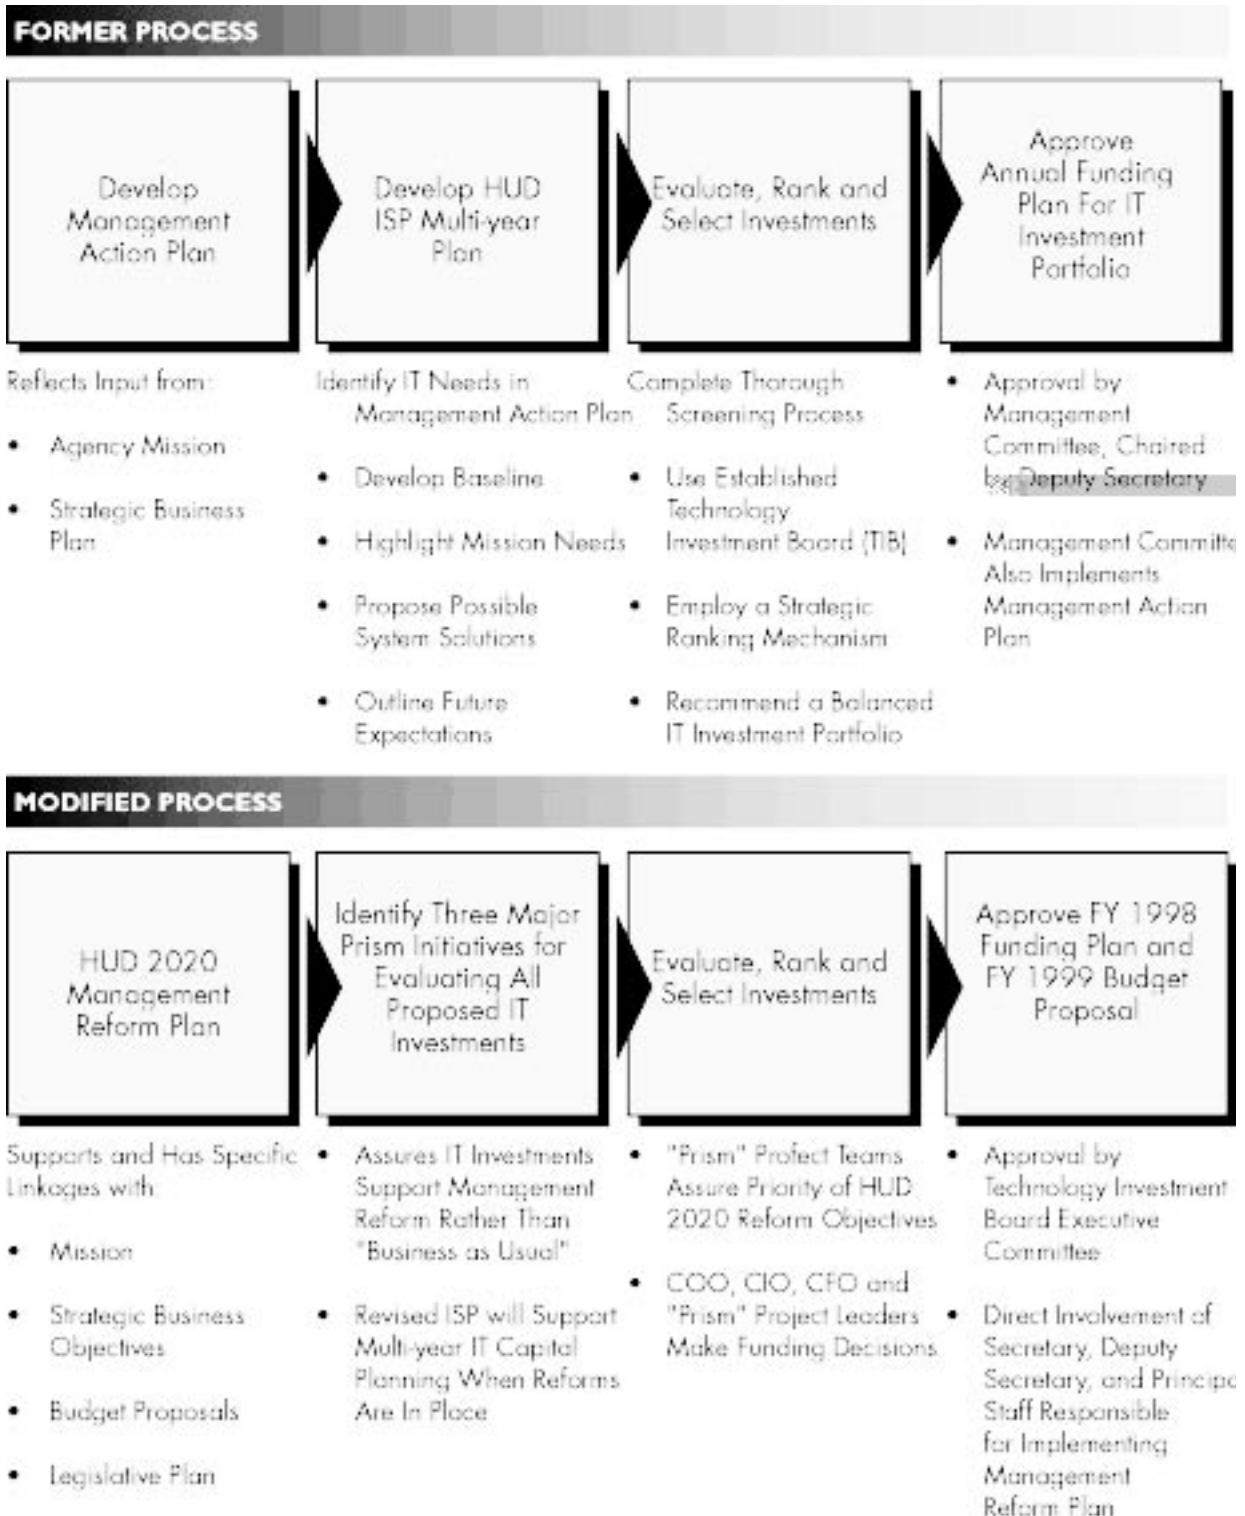 FORMER PROCESS
Develop
Management
Action Plan
Develop HUD
ISP Multi-year
Plan
Evaluate, Rank and
Select Investments
Approve
Annual Funding
Plan For IT
Investment
Portfolio
Reflects Input from:
• Agency Mission
• Strategic Business
Plan
Identify IT Needs in
Management Action Plan
• Develop Baseline
• Highlight Mission Needs
• Propose Possible
System Solutions
• Outline Future
Expectations
Complete Thorough
Screening Process
• Use Established
Technology
Investment Board (TIB)
• Employ a Strategic
Ranking Mechanism
• Recommend a Balanced
IT Investment Portfolio
• Approval by
Management
Committee, Chaired
by Deputy Secretary
• Management Committe
Also Implements
Management Action
Plan
MODIFIED PROCESS
HUD 2020
Management
Reform Plan
Identify Three Major
Prism Initiatives for
Evaluating All
Proposed IT
Investments
Evaluate, Rank and
Select Investments
Approve FY 1998
Funding Plan and
FY 1999 Budget
Proposal
Supports and Has Specific
Linkages with
• Mission
• Strategic Business
Objectives
• Budget Proposals
• Legislative Plan
• Assures IT Investments
Support Management
Reform Rather Than
"Business as Usual"
• Revised ISP will Support
Multi-year IT Capital
Planning When Reforms
Are In Place
• "Prism" Profect Teams
Assure Priority of HUD
2020 Reform Objectives
• COO, CIO, CFO and
"Prism" Project Leaders
Make Funding Decisions
• Approval by
Technology Investment
Board Executive
Committee
• Direct Involvement of
Secretary, Deputy
Secretary, and Principa
Staff Responsible
for Implementing
Management
Reform Plan